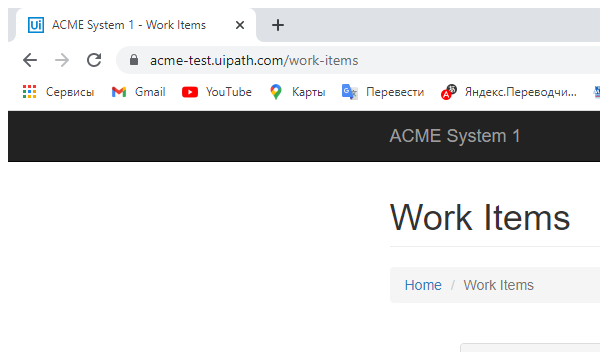 Ui ACME System 1 - Work Items
acme-test.uipath.com/work-items
Сервисы Gmail YouTube Карты Перевести Яндекс.Переводчи...
ACME System 1
Work Items
Home / Work Items